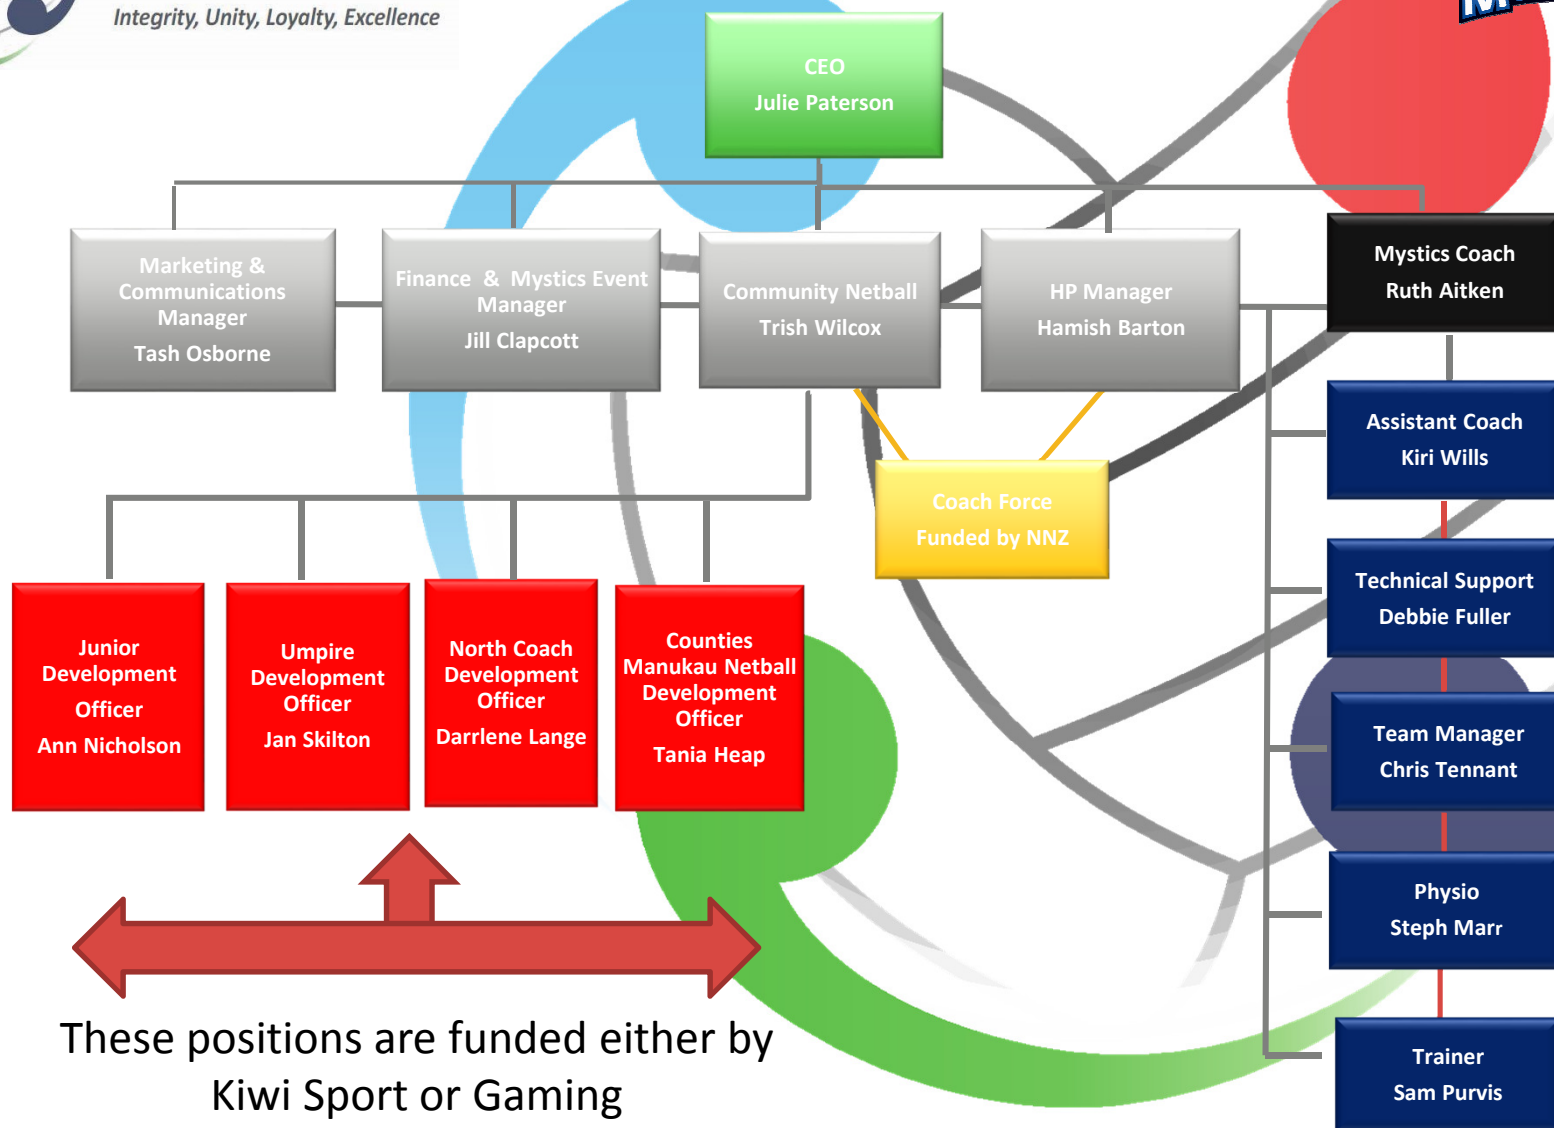 Integrity, Unity, Loyalty, Excellence
CEO
Julie Paterson
Marketing &
Communications
Manager
Tash Osborne
Finance & Mystics Event
Manager
Jill Clapcott
Community Netball
Trish Wilcox
HP Manager
Hamish Barton
Mystics Coach
Ruth Aitken
Assistant Coach
Kiri Wills
Coach Force
Funded by NNZ
Technical Support
Debbie Fuller
Junior
Development
Officer
Ann Nicholson
Umpire
Development
Officer
Jan Skilton
North Coach
Development
Officer
Darrlene Lange
Counties
Manukau Netball
Development
Officer
Tania Heap
Team Manager
Chris Tennant
Physio
Steph Marr
Trainer
Sam Purvis
These positions are funded either by
Kiwi Sport or Gaming